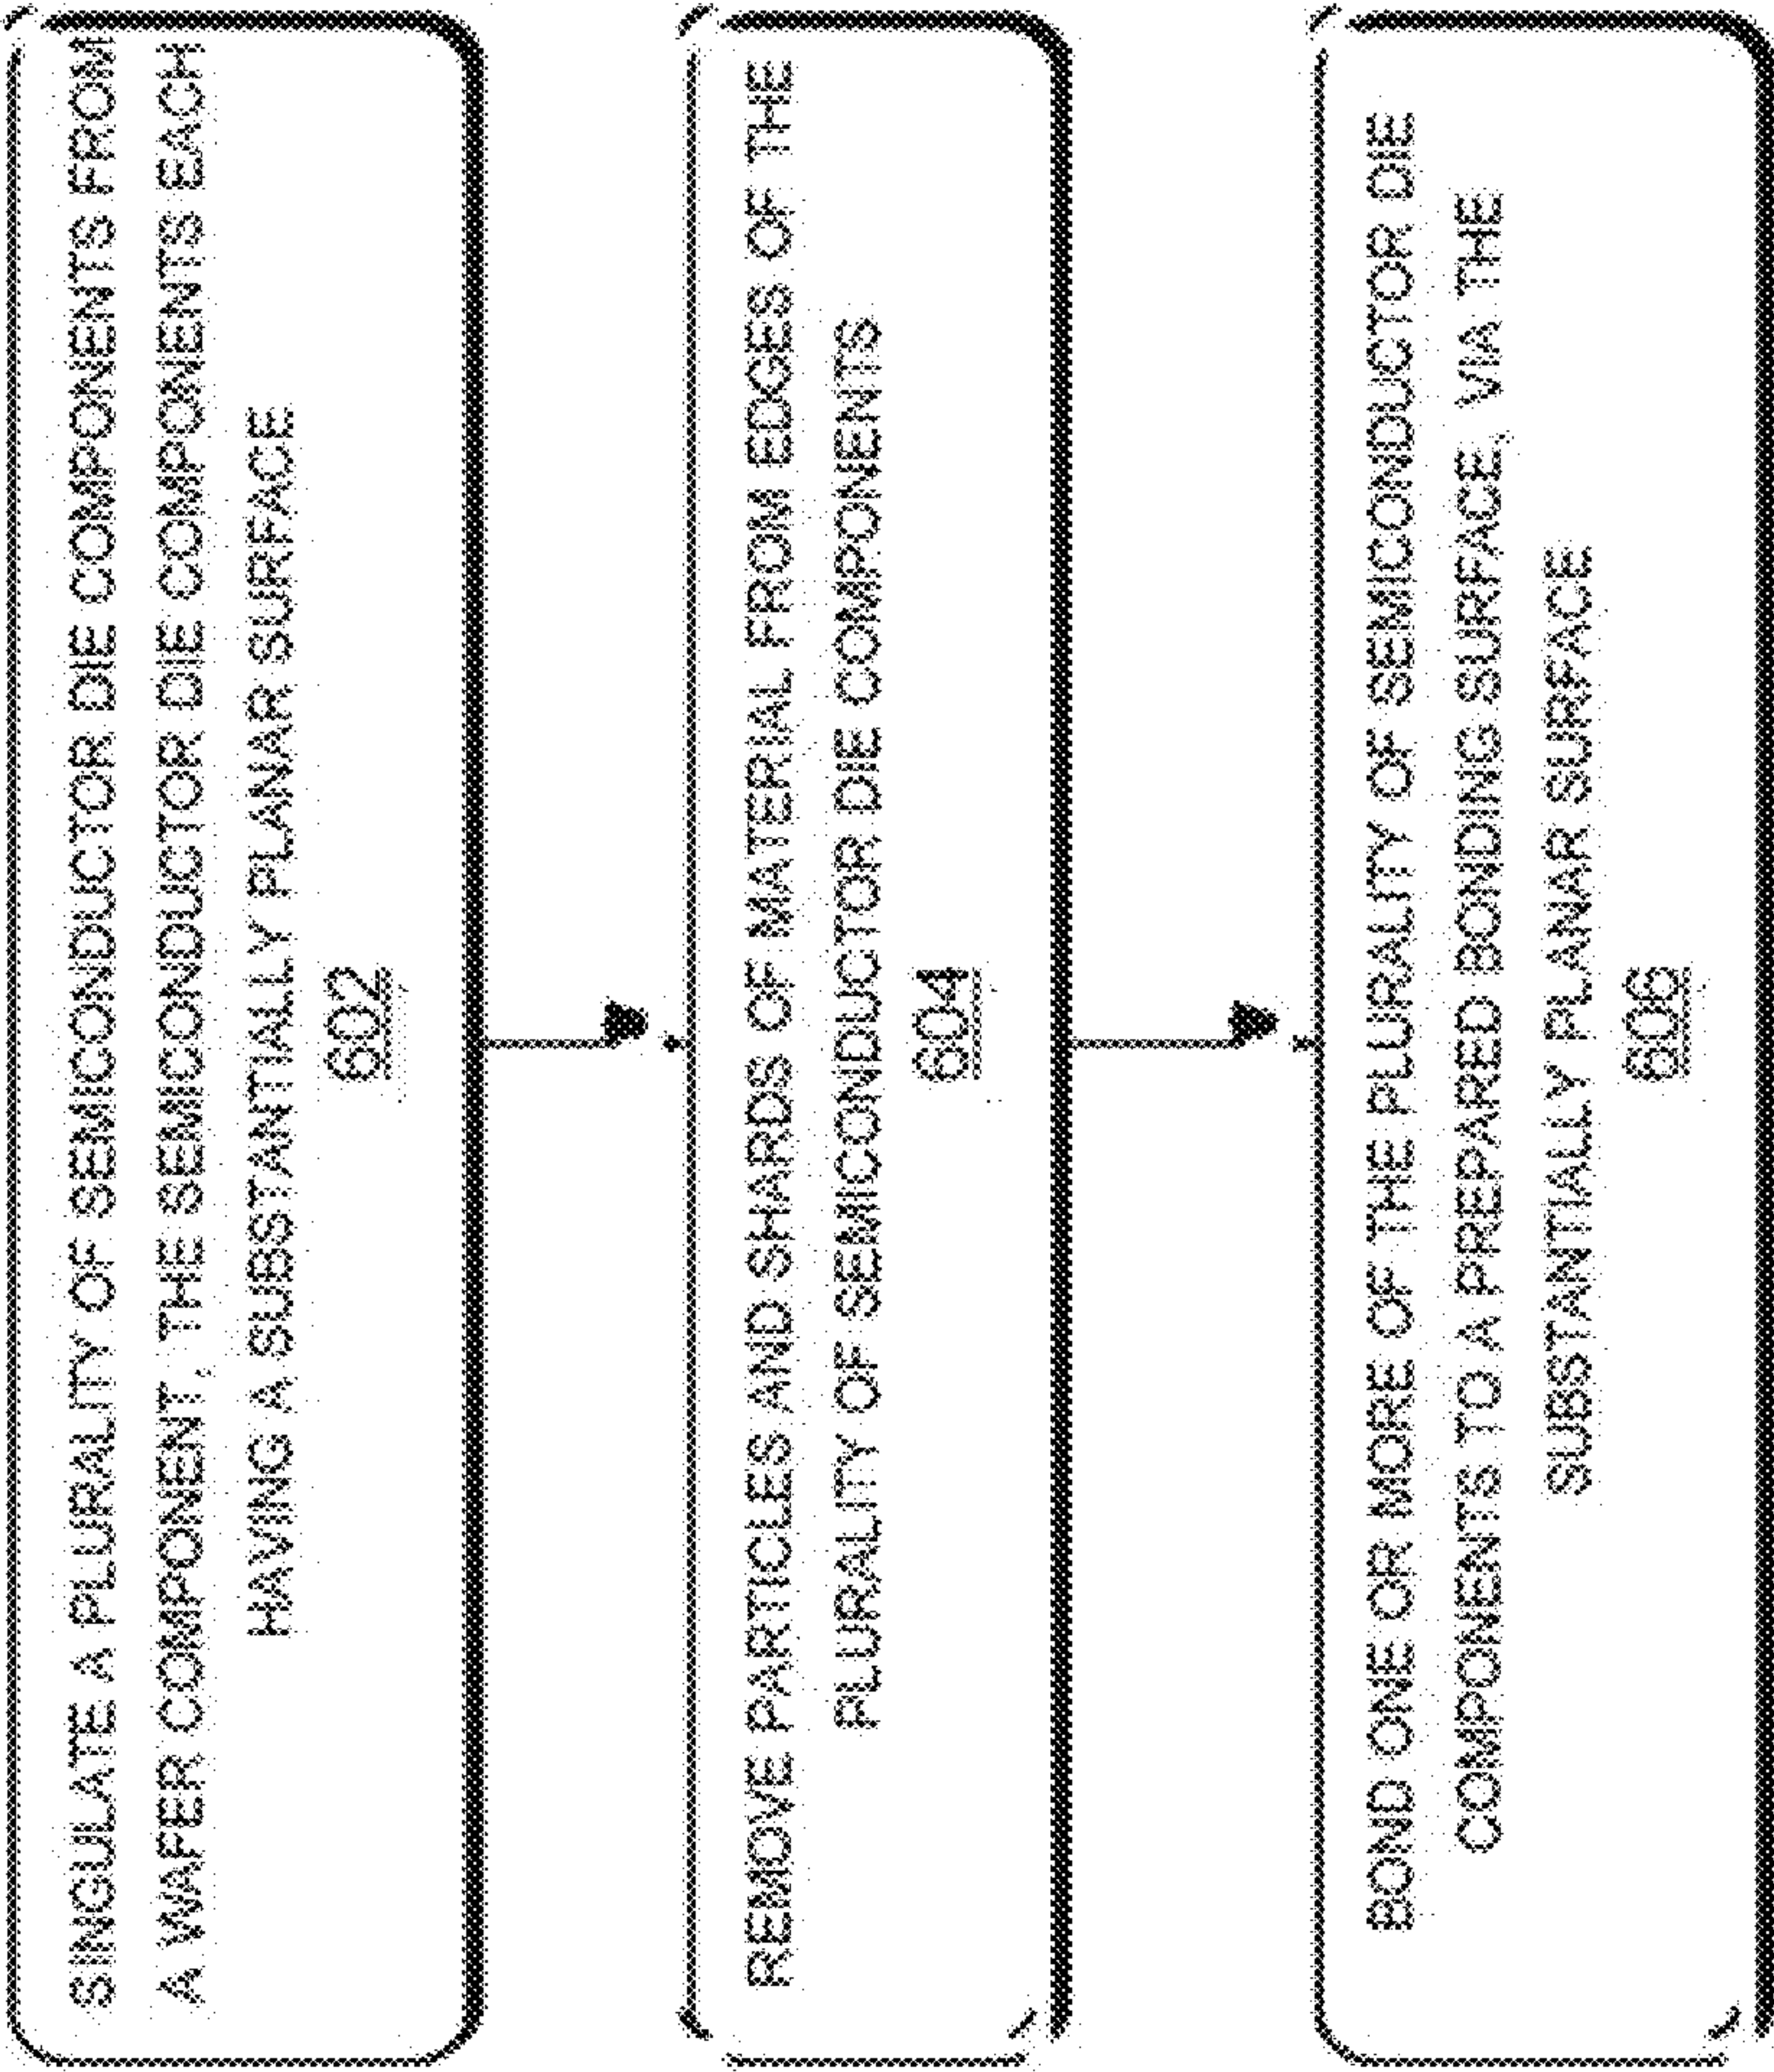 SINGULATE A PLURALITY OF SEMICONDUCTOR DIE COMPONENTS FROM
A WAFER COMPONENT, THE SEMICONDUCTOR DIE COMPONENTS EACH
HAVING A SUBSTANTIALLY PLANAR SURFACE
602
REMOVE PARTICLES AND SHARDS OF MATERIAL FROM EDGES OF THE
PLURALITY OF SEMICONDUCTOR DIE COMPONENTS
604
BOND ONE OR MORE OF THE PLURALITY OF SEMICONDUCTOR DIE
COMPONENTS TO A PREPARED BONDING SURFACE, VIA THE
SUBSTANTIALLY PLANAR SURFACE
606